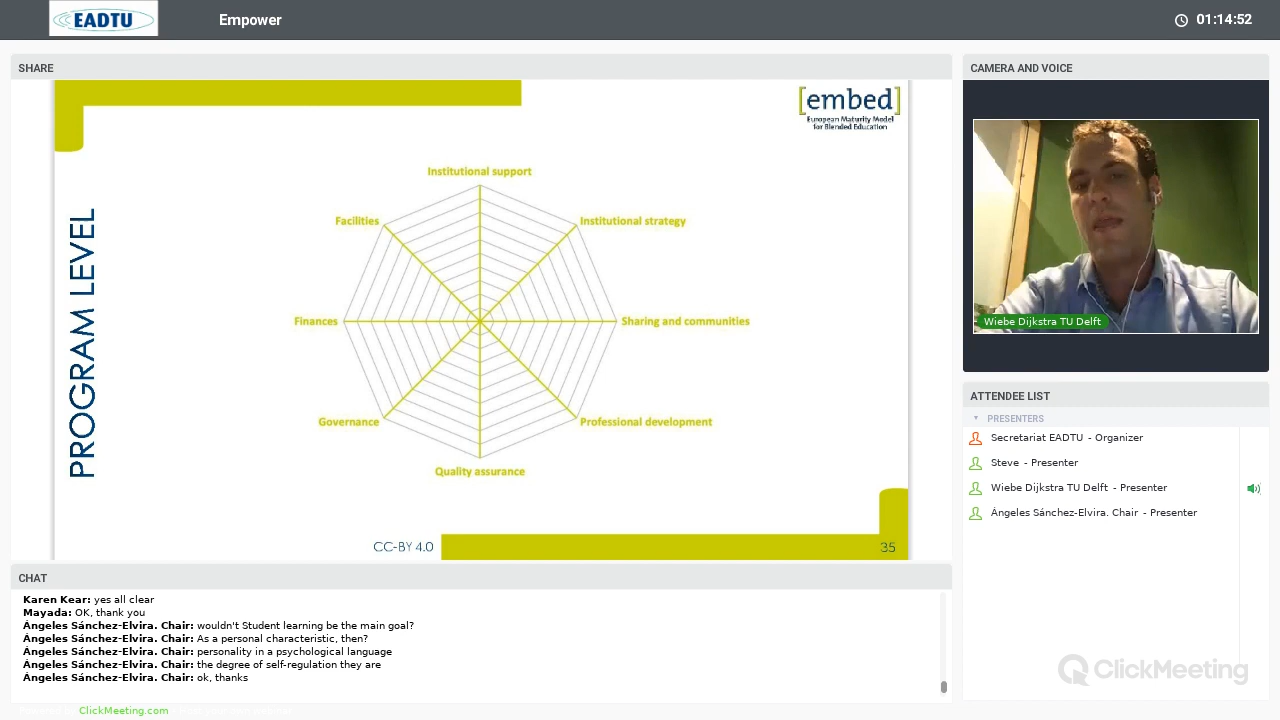 EADTU
Empower
01:14:52
SHARE
CAMERA AND VOICE
[embed]
European Maturity Model
for Blended Education
PROGRAM LEVEL
Institutional support
Facilities
Institutional strategy
Finances
Sharing and communities
Governance
Professional development
Quality assurance
CC-BY 4.0
35
Wiebe Dijkstra TU Delft
ATTENDEE LIST
PRESENTERS
Secretariat EADTU - Organizer
Steve - Presenter
Wiebe Dijkstra TU Delft - Presenter
Ángeles Sánchez-Elvira. Chair - Presenter
ClickMeeting
CHAT
Karen Kear: yes all clear
Mayada: OK, thank you
Ángeles Sánchez-Elvira. Chair: wouldn't Student learning be the main goal?
Ángeles Sánchez-Elvira. Chair: As a personal characteristic, then?
Ángeles Sánchez-Elvira. Chair: personality in a psychological language
Ángeles Sánchez-Elvira. Chair: the degree of self-regulation they are
Ángeles Sánchez-Elvira. Chair: ok, thanks
ClickMeeting.com